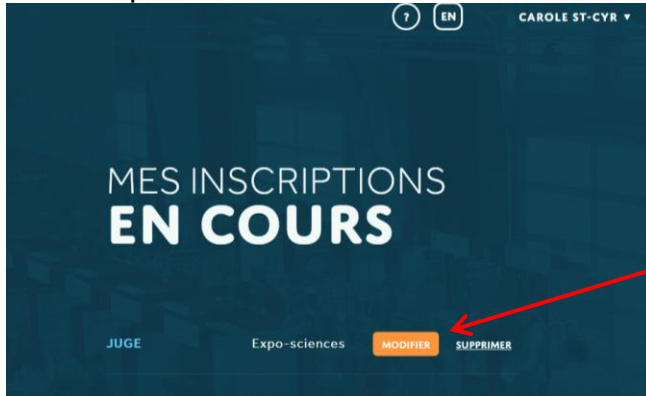 ? EN CAROLE ST-CYR ▼
MES INSCRIPTIONS
EN COURS
JUGE Expo-sciences MODIFIER SUPPRIMER